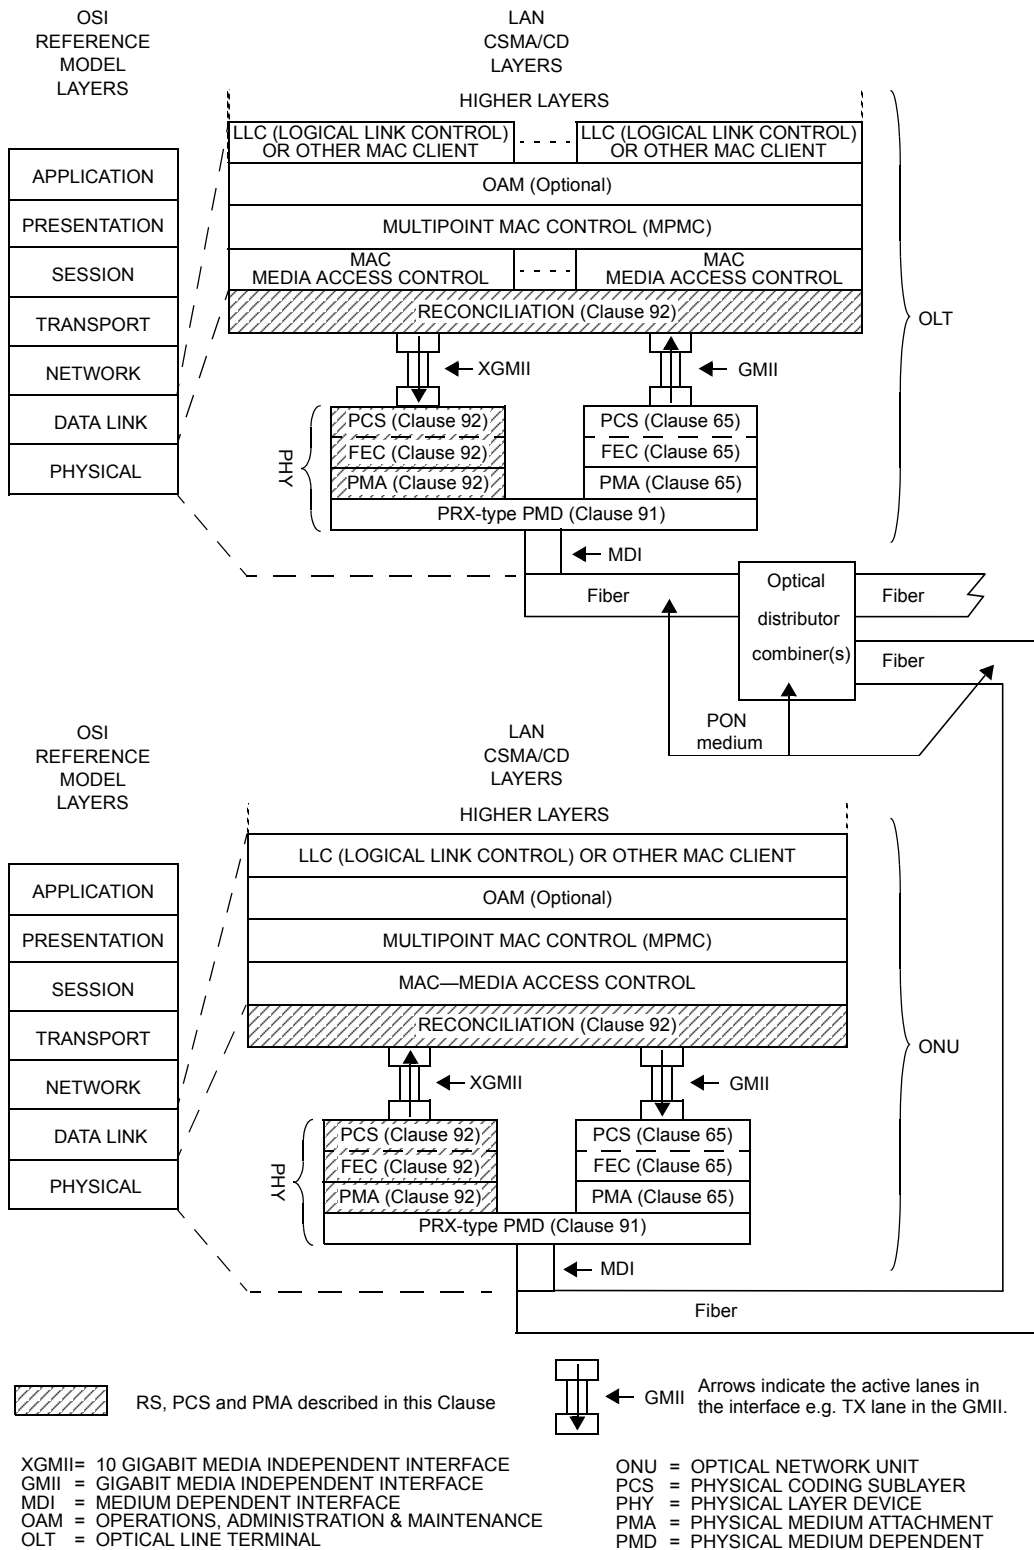 OSI
REFERENCE
MODEL
LAYERS
LAN
CSMA/CD
LAYERS
HIGHER LAYERS
LLC (LOGICAL LINK CONTROL)
OR OTHER MAC CLIENT
LLC (LOGICAL LINK CONTROL)
OR OTHER MAC CLIENT
OAM (Optional)
MULTIPOINT MAC CONTROL (MPMC)
MAC
MEDIA ACCESS CONTROL
MAC
MEDIA ACCESS CONTROL
RECONCILIATION (Clause 92)
APPLICATION
PRESENTATION
SESSION
TRANSPORT
NETWORK
DATA LINK
PHYSICAL
OLT
XGMII
GMII
PHY
PCS (Clause 92)
FEC (Clause 92)
PMA (Clause 92)
PCS (Clause 65)
FEC (Clause 65)
PMA (Clause 65)
PRX-type PMD (Clause 91)
MDI
Fiber
Optical
distributor
combiner(s)
Fiber
Fiber
PON
medium
OSI
REFERENCE
MODEL
LAYERS
LAN
CSMA/CD
LAYERS
HIGHER LAYERS
LLC (LOGICAL LINK CONTROL) OR OTHER MAC CLIENT
OAM (Optional)
MULTIPOINT MAC CONTROL (MPMC)
MAC—MEDIA ACCESS CONTROL
RECONCILIATION (Clause 92)
APPLICATION
PRESENTATION
SESSION
TRANSPORT
NETWORK
DATA LINK
PHYSICAL
ONU
XGMII
GMII
PHY
PCS (Clause 92)
FEC (Clause 92)
PMA (Clause 92)
PCS (Clause 65)
FEC (Clause 65)
PMA (Clause 65)
PRX-type PMD (Clause 91)
MDI
Fiber
RS, PCS and PMA described in this Clause
GMII
Arrows indicate the active lanes in
the interface e.g. TX lane in the GMII.
XGMII= 10 GIGABIT MEDIA INDEPENDENT INTERFACE
GMII = GIGABIT MEDIA INDEPENDENT INTERFACE
MDI = MEDIUM DEPENDENT INTERFACE
OAM = OPERATIONS, ADMINISTRATION & MAINTENANCE
OLT = OPTICAL LINE TERMINAL
ONU = OPTICAL NETWORK UNIT
PCS = PHYSICAL CODING SUBLAYER
PHY = PHYSICAL LAYER DEVICE
PMA = PHYSICAL MEDIUM ATTACHMENT
PMD = PHYSICAL MEDIUM DEPENDENT